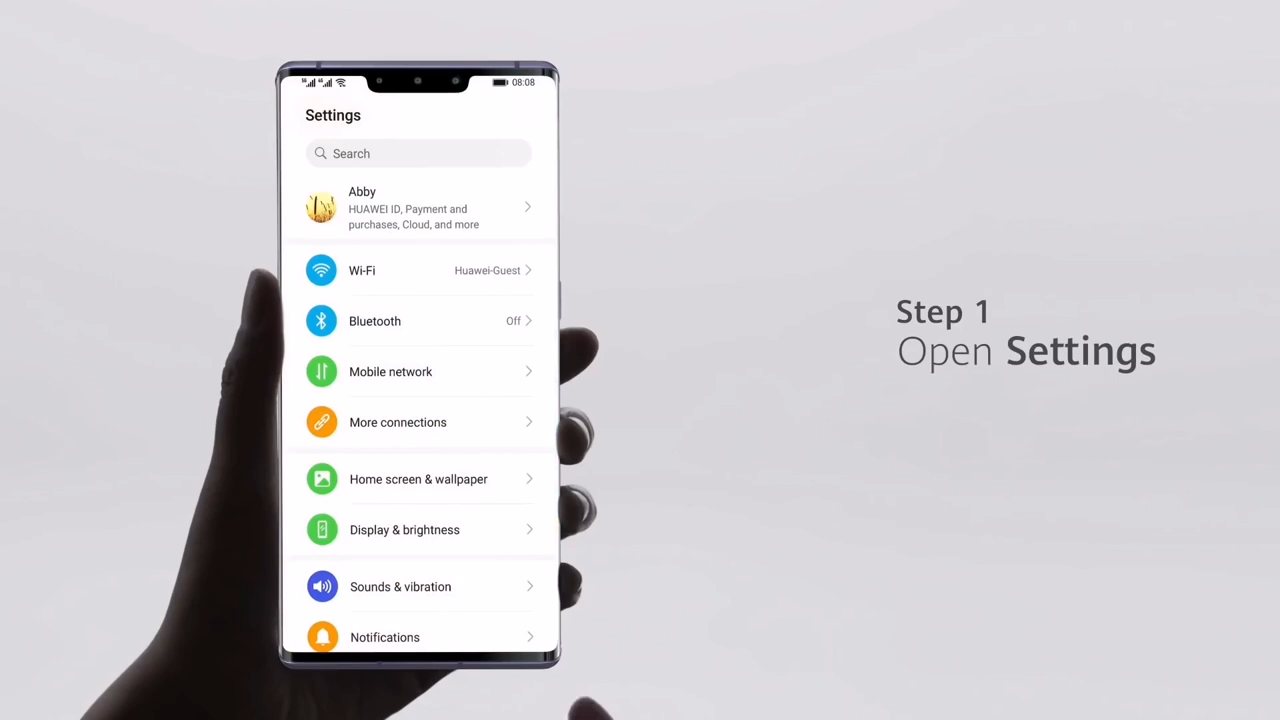 08:08
Settings
Search
Abby
HUAWEI ID, Payment and
purchases, Cloud, and more
Wi-Fi Huawei-Guest
Bluetooth Off
Mobile network
More connections
Home screen & wallpaper
Display & brightness
Sounds & vibration
Notifications
Step 1
Open Settings